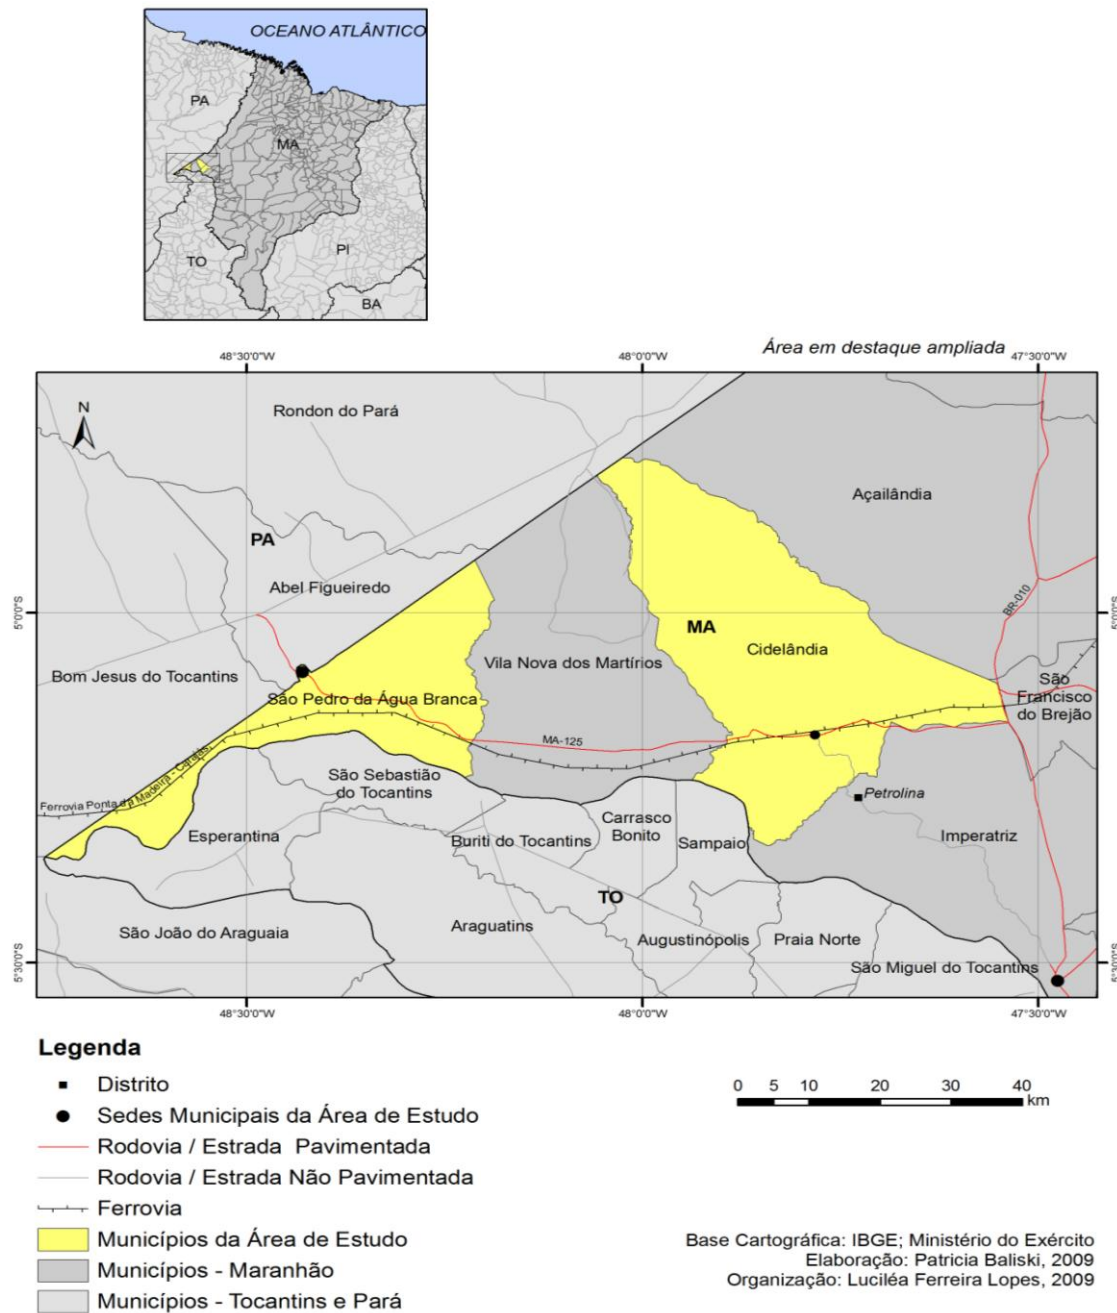 OCEANO ATLÂNTICO
PA
MA
TO
PI
BA
Área em destaque ampliada
48°30'0"W
48°0'0"W
47°30'0"W
N
Rondon do Pará
Açailândia
PA
Abel Figueiredo
BR-010
5°0'0"S
5°0'0"S
MA
Cidelândia
Vila Nova dos Martírios
Bom Jesus do Tocantins
São Pedro da Água Branca
São
Francisco
do Brejão
MA-125
Ferrovia Ponta da Madeira - Carajás
São Sebastião
do Tocantins
Petrolina
Esperantina
Buriti do Tocantins
Carrasco
Bonito
Sampaio
Imperatriz
TO
São João do Araguaia
Araguatins
Augustinópolis
Praia Norte
São Miguel do Tocantins
5°30'0"S
5°30'0"S
48°30'0"W
48°0'0"W
47°30'0"W
Legenda
Distrito
Sedes Municipais da Área de Estudo
Rodovia / Estrada Pavimentada
Rodovia / Estrada Não Pavimentada
Ferrovia
Municípios da Área de Estudo
Municípios - Maranhão
Municípios - Tocantins e Pará
0 5 10 20 30 40
km
Base Cartográfica: IBGE; Ministério do Exército
Elaboração: Patricia Baliski, 2009
Organização: Luciléa Ferreira Lopes, 2009